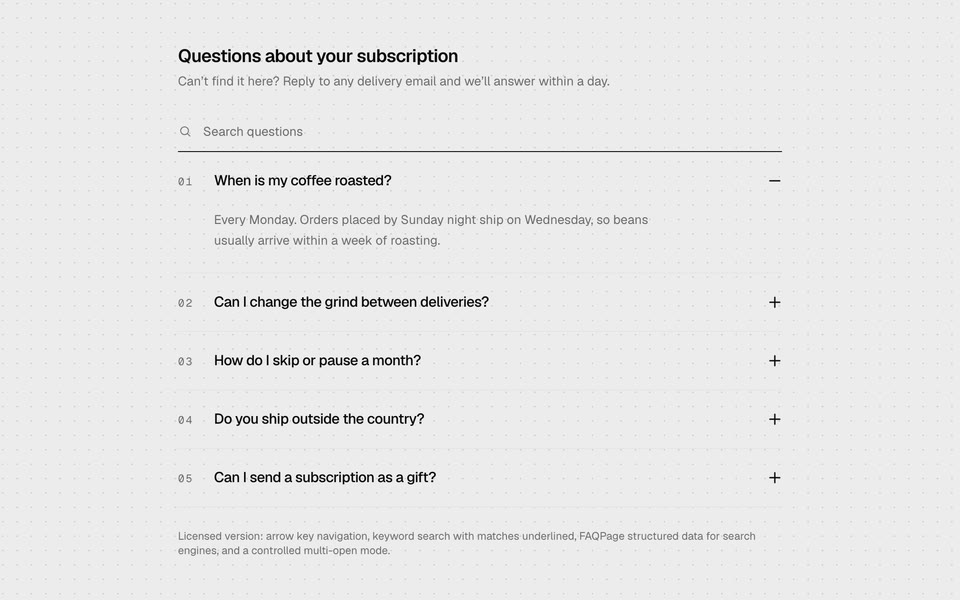 Questions about your subscription
Can’t find it here? Reply to any delivery email and we’ll answer within a day.
Search questions
01 When is my coffee roasted?
Every Monday. Orders placed by Sunday night ship on Wednesday, so beans
usually arrive within a week of roasting.
02 Can I change the grind between deliveries?
03 How do I skip or pause a month?
04 Do you ship outside the country?
05 Can I send a subscription as a gift?
Licensed version: arrow key navigation, keyword search with matches underlined, FAQPage structured data for search
engines, and a controlled multi-open mode.